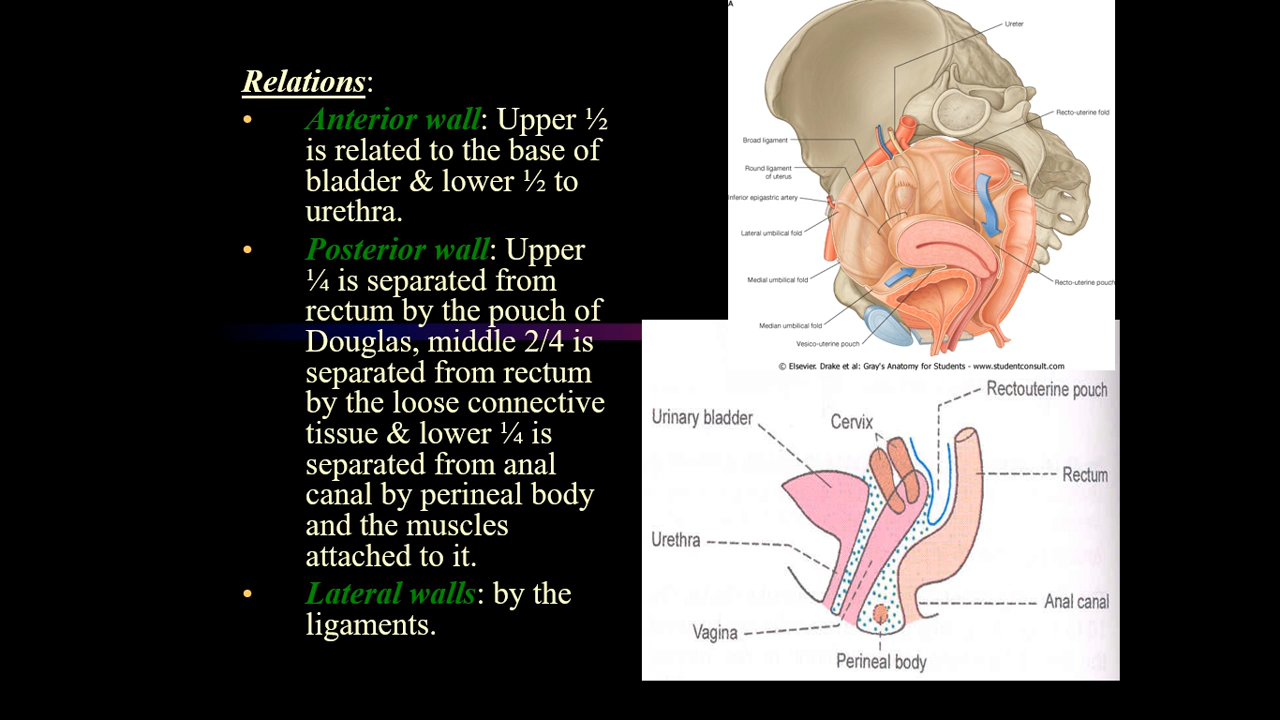 Relations:
• Anterior wall: Upper ½
is related to the base of
bladder & lower ½ to
urethra.
• Posterior wall: Upper
¼ is separated from
rectum by the pouch of
Douglas, middle 2/4 is
separated from rectum
by the loose connective
tissue & lower ¼ is
separated from anal
canal by perineal body
and the muscles
attached to it.
• Lateral walls: by the
ligaments.
A
Ureter
Recto-uterine fold
Broad ligament
Round ligament
of uterus
Inferior epigastric artery
Lateral umbilical fold
Medial umbilical fold
Recto-uterine pouch
Median umbilical fold
Vesico-uterine pouch
© Elsevier. Drake et al: Gray's Anatomy for Students - www.studentconsult.com
Rectouterine pouch
Urinary bladder
Cervix
Rectum
Urethra
Anal canal
Vagina
Perineal body